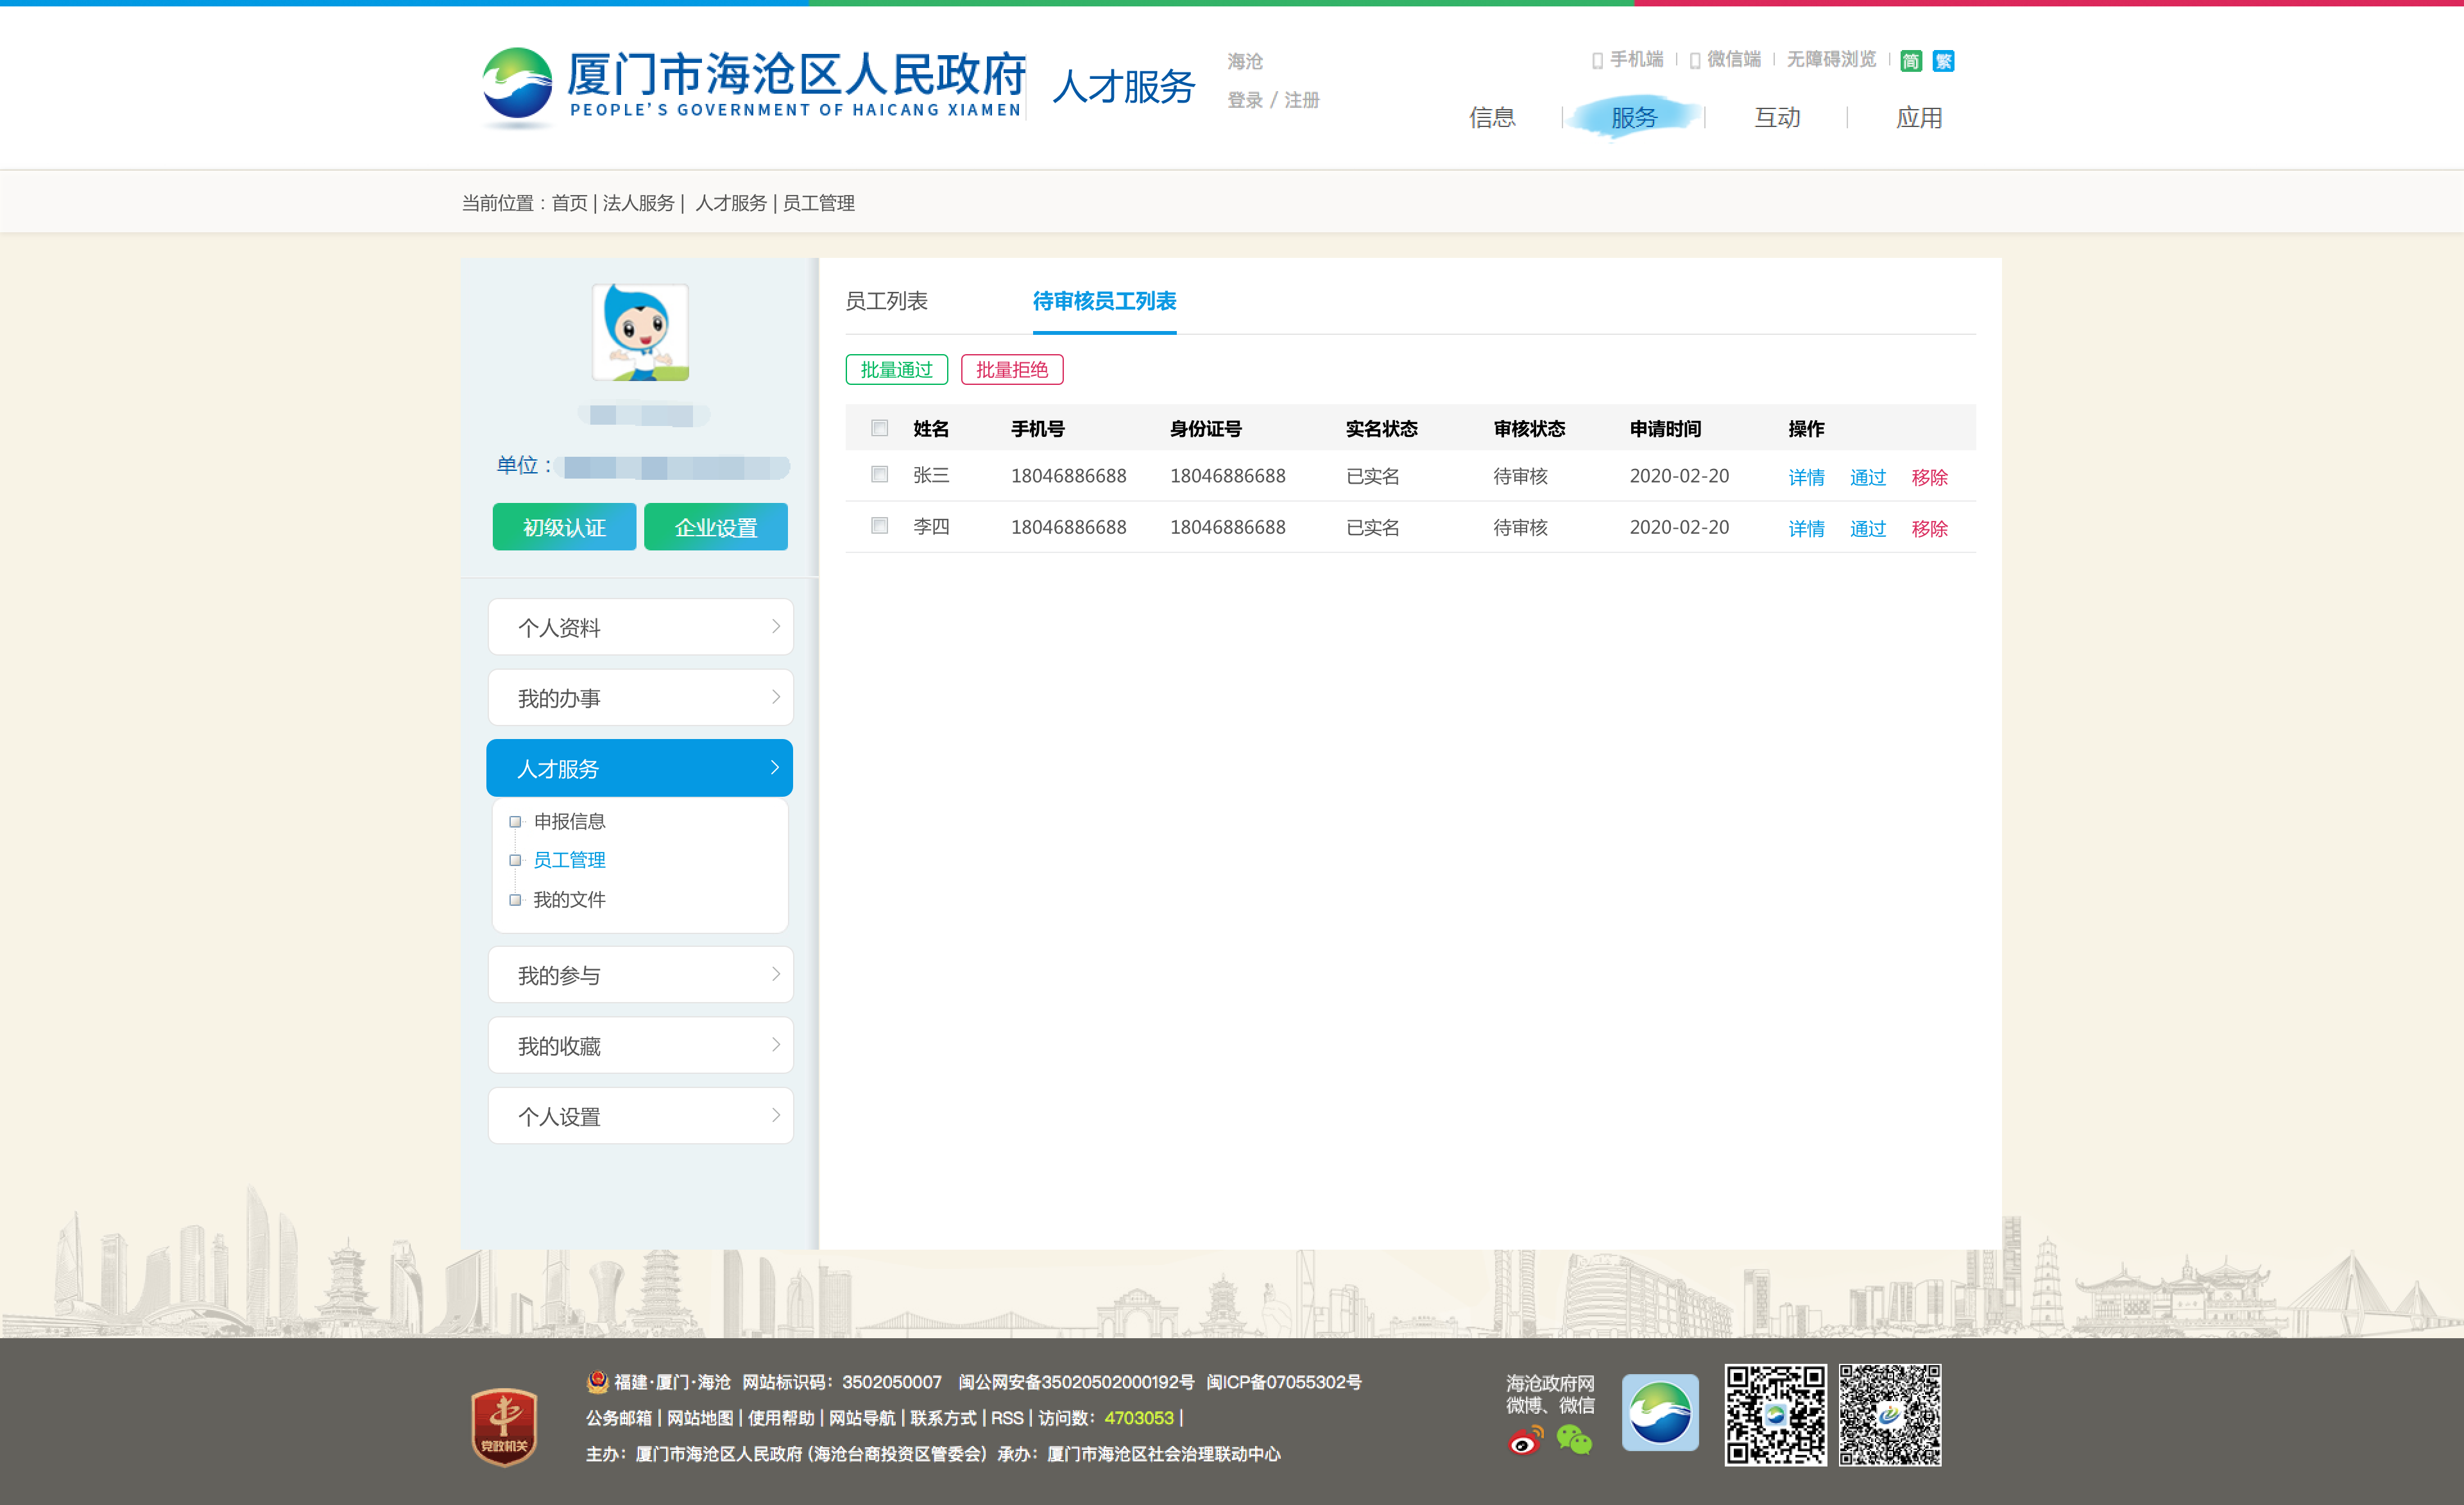 厦门市海沧区人民政府
PEOPLE'S GOVERNMENT OF HAICANG XIAMEN
人才服务
海沧
登录 / 注册
手机端 | 微信端 | 无障碍浏览 | 简 繁
信息 | 服务 | 互动 | 应用
当前位置：首页 | 法人服务 | 人才服务 | 员工管理
单位：
初级认证 企业设置
个人资料
我的办事
人才服务
申报信息
员工管理
我的文件
我的参与
我的收藏
个人设置
员工列表 待审核员工列表
批量通过 批量拒绝
姓名 手机号 身份证号 实名状态 审核状态 申请时间 操作
张三 18046886688 18046886688 已实名 待审核 2020-02-20 详情 通过 移除
李四 18046886688 18046886688 已实名 待审核 2020-02-20 详情 通过 移除
党政机关
福建·厦门·海沧 网站标识码：3502050007 闽公网安备35020502000192号 闽ICP备07055302号
公务邮箱 | 网站地图 | 使用帮助 | 网站导航 | 联系方式 | RSS | 访问数：4703053 |
主办：厦门市海沧区人民政府 (海沧台商投资区管委会) 承办：厦门市海沧区社会治理联动中心
海沧政府网
微博、微信